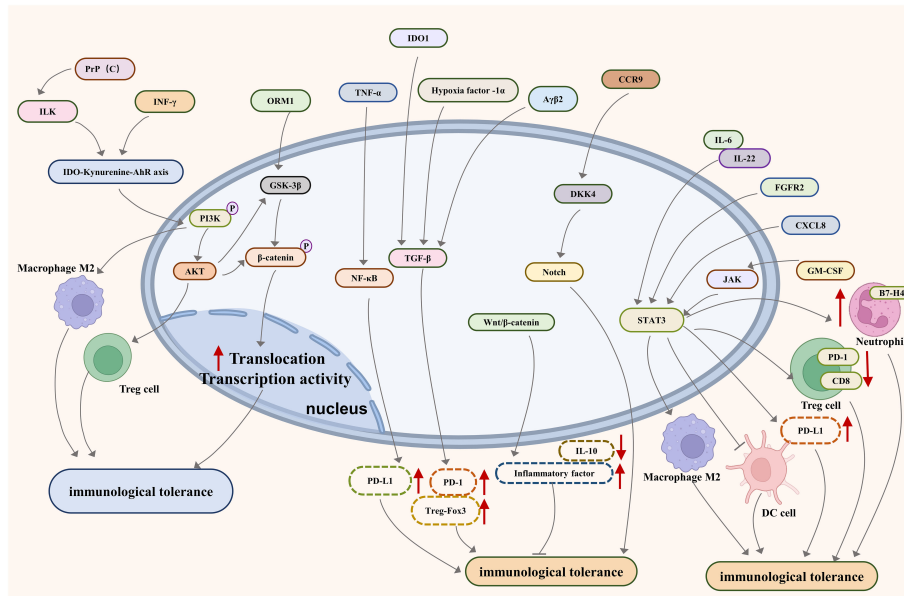 IDO1
PrP (C)
CCR9
Hypoxia factor -1α
TNF-α
INF-γ
ORM1
Aγβ2
ILK
IL-6
IL-22
IDO-Kynurenine-AhR axis
GSK-3β
DKK4
FGFR2
P
PI3K
CXCL8
P
β-catenin
TGF-β
Macrophage M2
AKT
NF-κB
Notch
JAK
GM-CSF
B7-H4
Wnt/β-catenin
STAT3
Neutrophil
Translocation
Transcription activity
PD-1
CD8
Treg cell
Treg cell
nucleus
PD-L1
IL-10
Inflammatory factor
Macrophage M2
PD-L1
PD-1
immunological tolerance
Treg-Fox3
DC cell
immunological tolerance
immunological tolerance